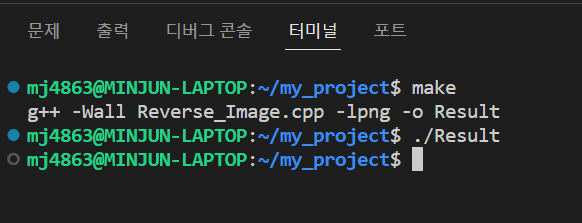 문제 출력 디버그 콘솔 터미널 포트
mj4863@MINJUN-LAPTOP:~/my_project$ make
g++ -Wall Reverse_Image.cpp -lpng -o Result
mj4863@MINJUN-LAPTOP:~/my_project$ ./Result
mj4863@MINJUN-LAPTOP:~/my_project$